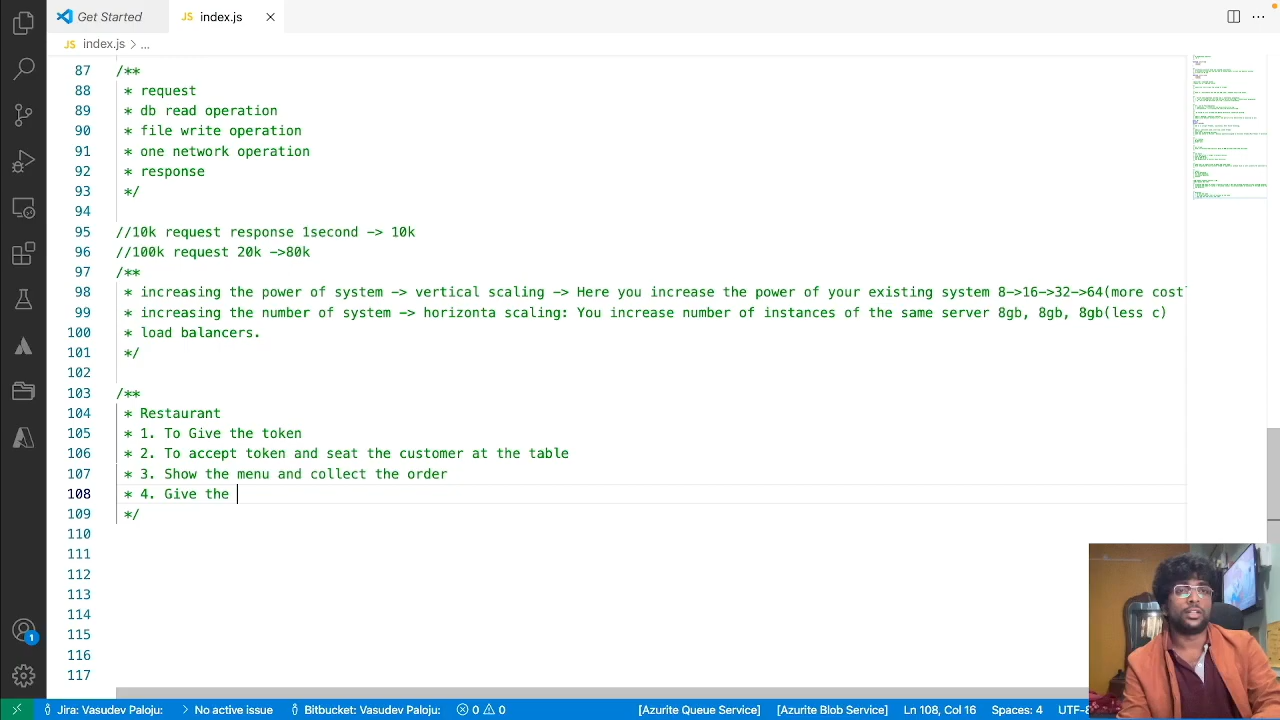 Get Started
JS index.js
JS index.js > ...
87 /**
88 * request
89 * db read operation
90 * file write operation
91 * one network operation
92 * response
93 */
94
95 //10k request response 1second -> 10k
96 //100k request 20k ->80k
97 /**
98 * increasing the power of system -> vertical scaling -> Here you increase the power of your existing system 8->16->32->64(more cost
99 * increasing the number of system -> horizonta scaling: You increase number of instances of the same server 8gb, 8gb, 8gb(less c)
100 * load balancers.
101 */
102
103 /**
104 * Restaurant
105 * 1. To Give the token
106 * 2. To accept token and seat the customer at the table
107 * 3. Show the menu and collect the order
108 * 4. Give the
109 */
110
111
112
113
114
115
116
117
1
Jira: Vasudev Paloju: > No active issue Bitbucket: Vasudev Paloju: 0 0 [Azurite Queue Service] [Azurite Blob Service] Ln 108, Col 16 Spaces: 4 UTF-8